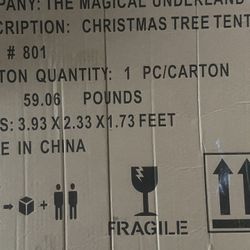 PANY: THE MAGICAL UNDERLAND
RIPTION: CHRISTMAS TREE TENT
# 801
TON QUANTITY: 1 PC/CARTON
59.06 POUNDS
S: 3.93 X 2.33 X 1.73 FEET
E IN CHINA
FRAGILE